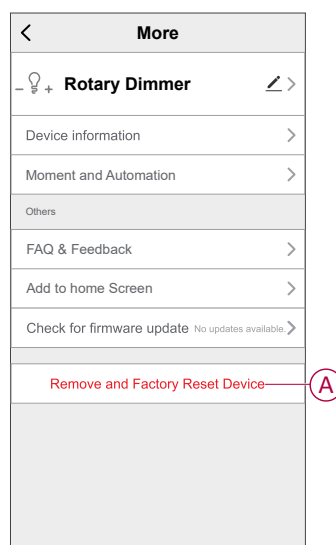 More
Rotary Dimmer
Device information
Moment and Automation
Others
FAQ & Feedback
Add to home Screen
Check for firmware update No updates available.
Remove and Factory Reset Device
A